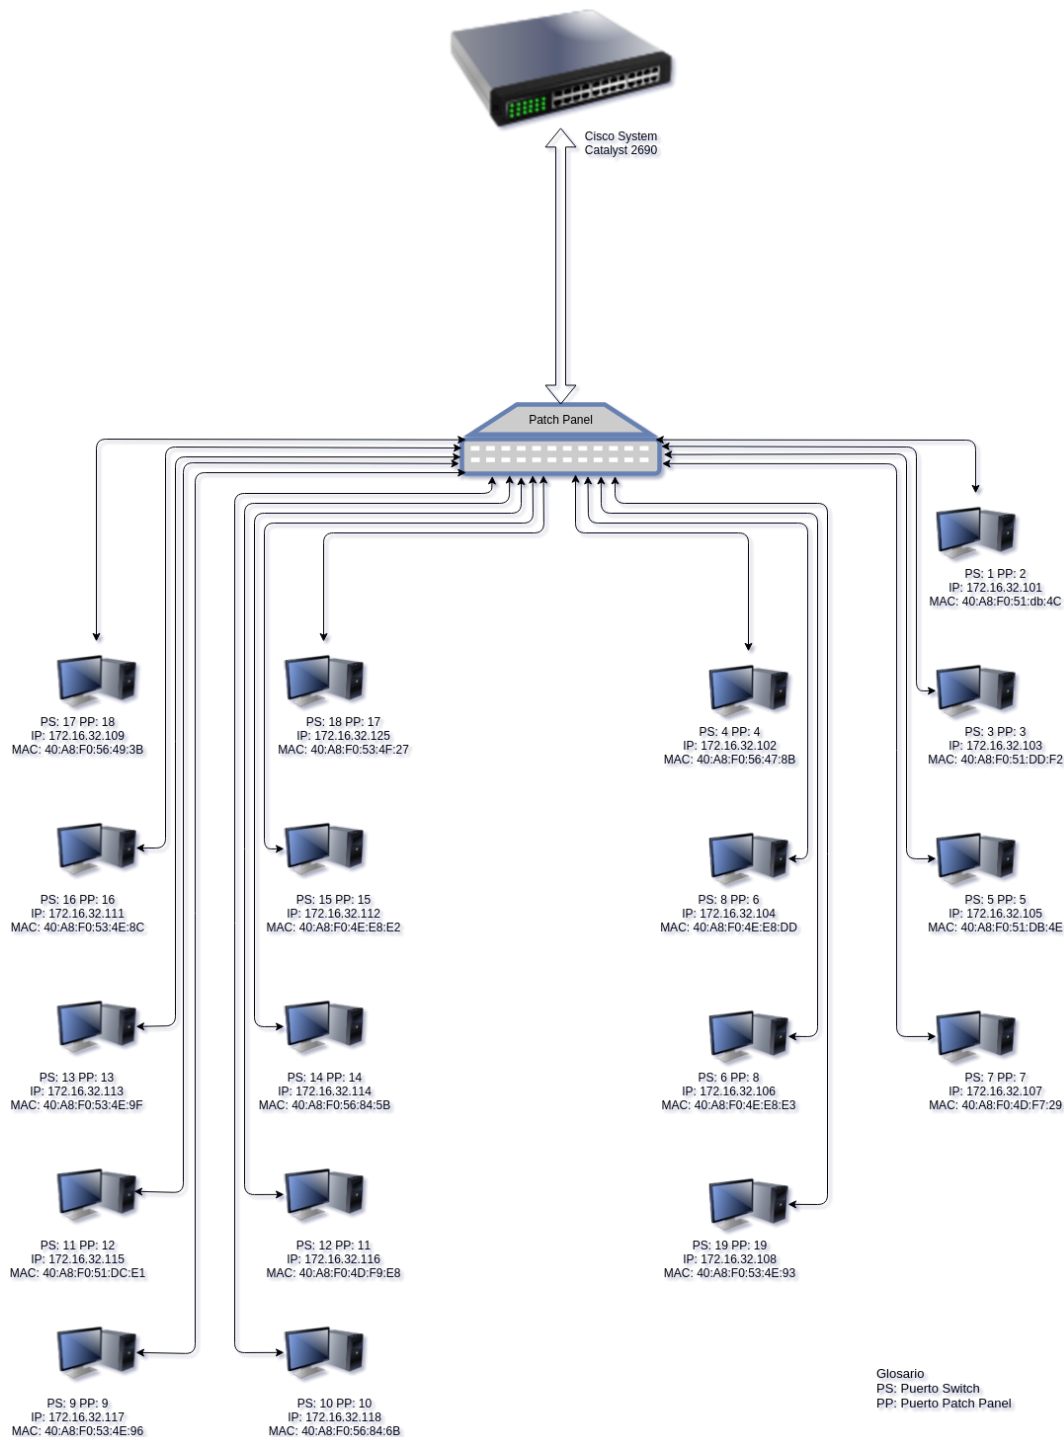 Cisco System
Catalyst 2690
Patch Panel
PS: 1 PP: 2
IP: 172.16.32.101
MAC: 40:A8:F0:51:db:4C
PS: 17 PP: 18
IP: 172.16.32.109
MAC: 40:A8:F0:56:49:3B
PS: 18 PP: 17
IP: 172.16.32.125
MAC: 40:A8:F0:53:4F:27
PS: 4 PP: 4
IP: 172.16.32.102
MAC: 40:A8:F0:56:47:8B
PS: 3 PP: 3
IP: 172.16.32.103
MAC: 40:A8:F0:51:DD:F2
PS: 16 PP: 16
IP: 172.16.32.111
MAC: 40:A8:F0:53:4E:8C
PS: 15 PP: 15
IP: 172.16.32.112
MAC: 40:A8:F0:4E:E8:E2
PS: 8 PP: 6
IP: 172.16.32.104
MAC: 40:A8:F0:4E:E8:DD
PS: 5 PP: 5
IP: 172.16.32.105
MAC: 40:A8:F0:51:DB:4E
PS: 13 PP: 13
IP: 172.16.32.113
MAC: 40:A8:F0:53:4E:9F
PS: 14 PP: 14
IP: 172.16.32.114
MAC: 40:A8:F0:56:84:5B
PS: 6 PP: 8
IP: 172.16.32.106
MAC: 40:A8:F0:4E:E8:E3
PS: 7 PP: 7
IP: 172.16.32.107
MAC: 40:A8:F0:4D:F7:29
PS: 11 PP: 12
IP: 172.16.32.115
MAC: 40:A8:F0:51:DC:E1
PS: 12 PP: 11
IP: 172.16.32.116
MAC: 40:A8:F0:4D:F9:E8
PS: 19 PP: 19
IP: 172.16.32.108
MAC: 40:A8:F0:53:4E:93
PS: 9 PP: 9
IP: 172.16.32.117
MAC: 40:A8:F0:53:4E:96
PS: 10 PP: 10
IP: 172.16.32.118
MAC: 40:A8:F0:56:84:6B
Glosario
PS: Puerto Switch
PP: Puerto Patch Panel